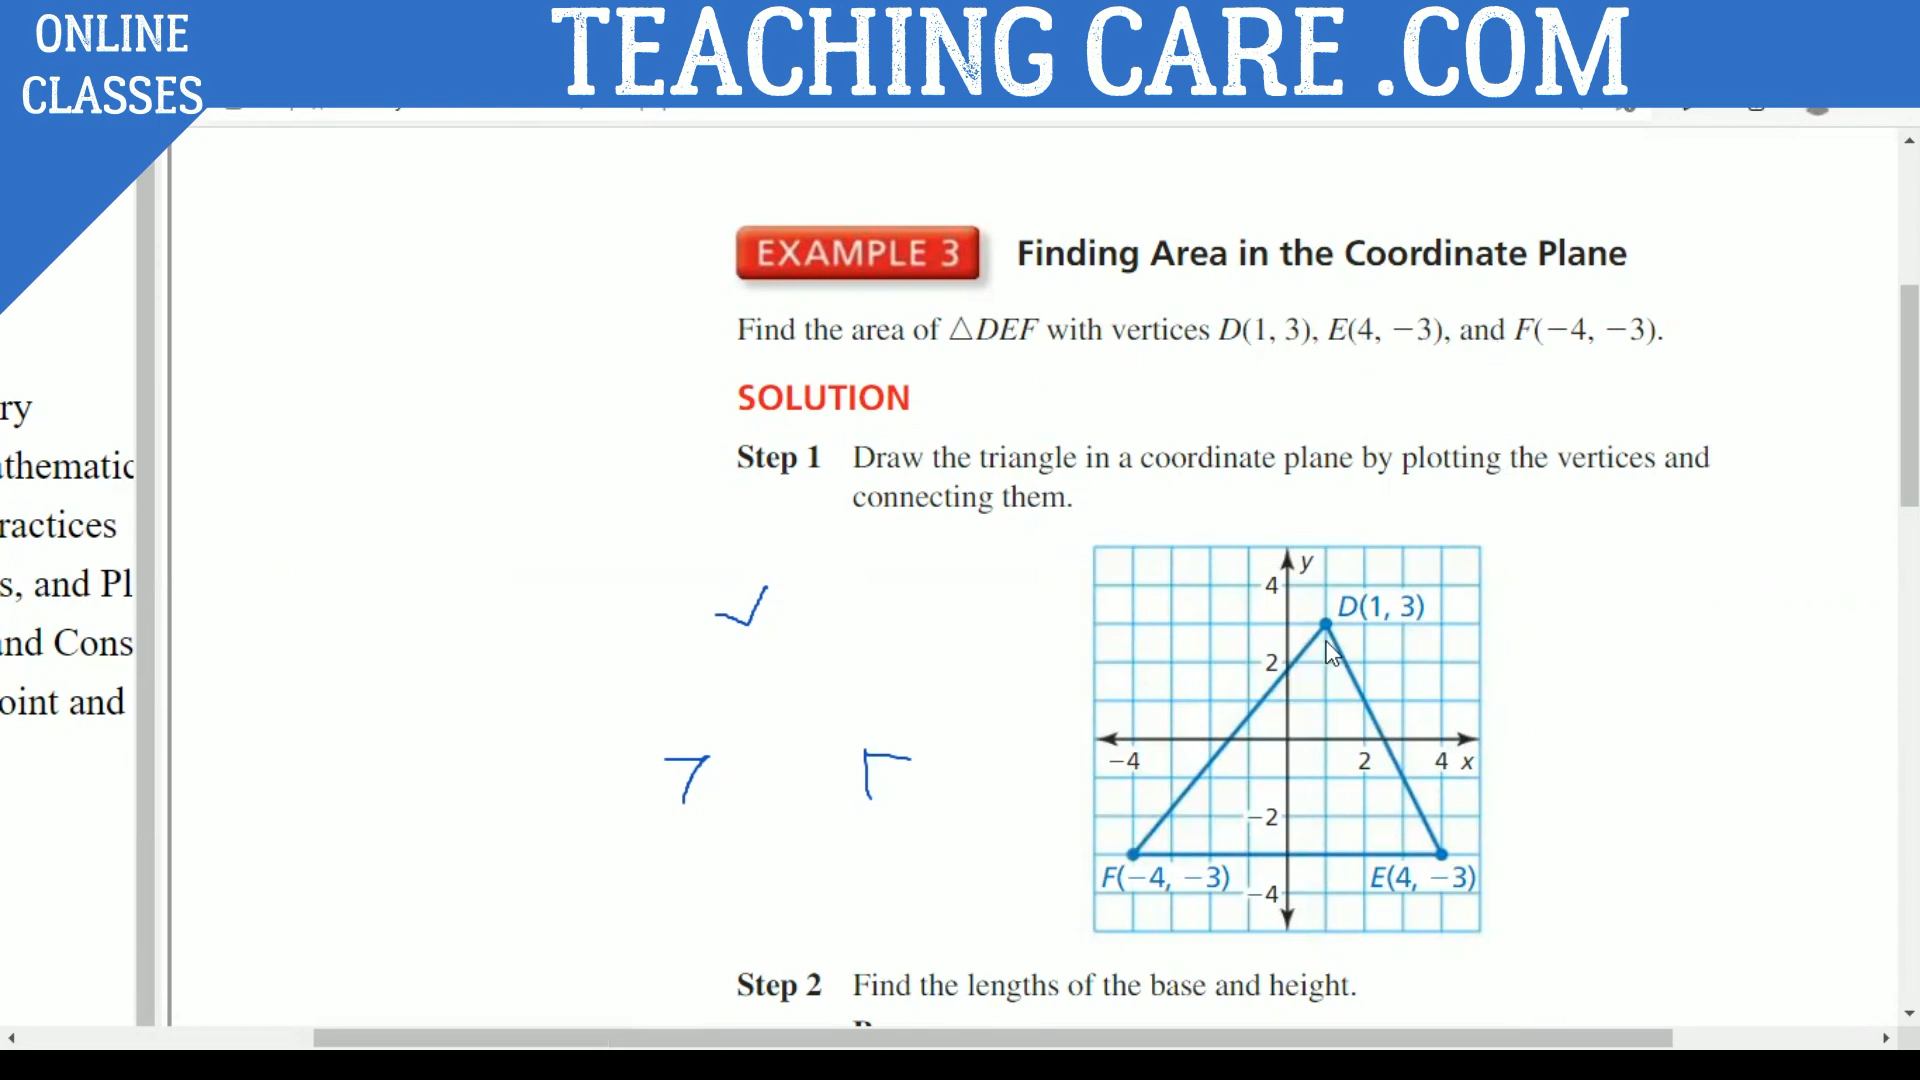 ONLINE
CLASSES
TEACHING CARE .COM
EXAMPLE 3 Finding Area in the Coordinate Plane
Find the area of △DEF with vertices D(1, 3), E(4, −3), and F(−4, −3).
SOLUTION
Step 1 Draw the triangle in a coordinate plane by plotting the vertices and
connecting them.
ry
thematic
ractices
s, and Pl
nd Cons
oint and
y
4
D(1, 3)
2
−4 2 4 x
−2
F(−4, −3) E(4, −3)
−4
Step 2 Find the lengths of the base and height.